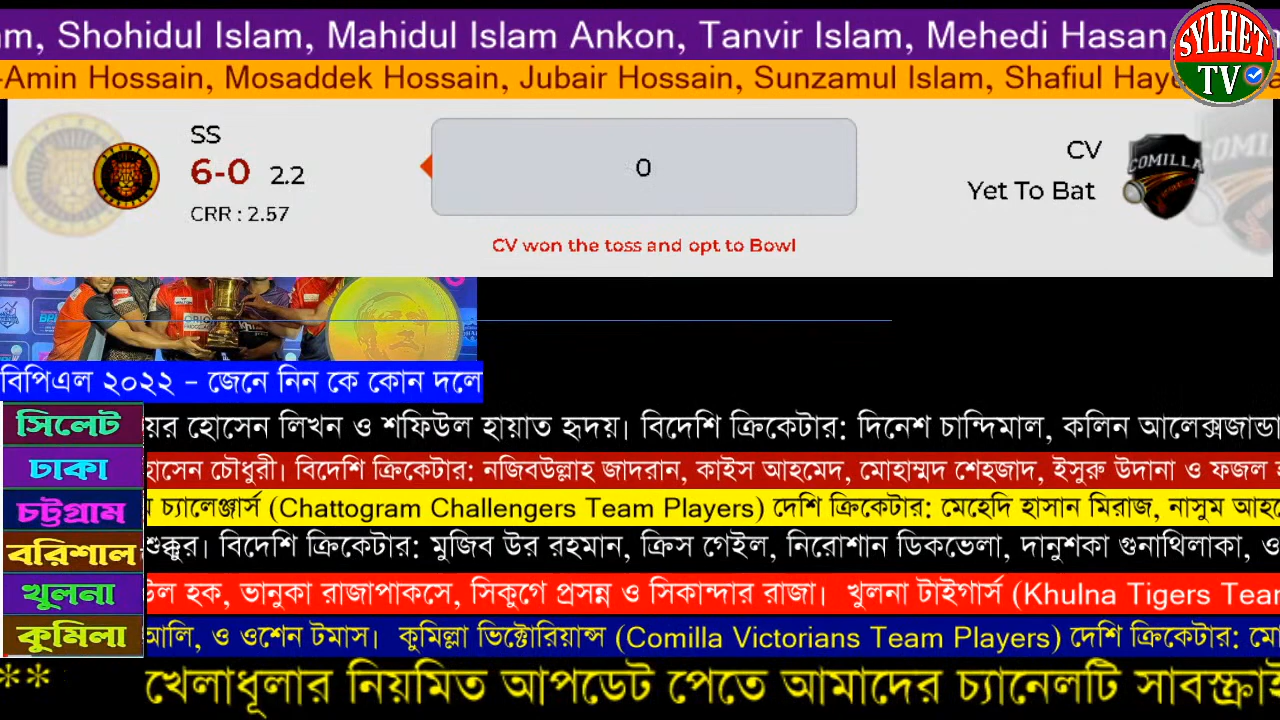 am, Shohidul Islam, Mahidul Islam Ankon, Tanvir Islam, Mehedi Hasan
-Amin Hossain, Mosaddek Hossain, Jubair Hossain, Sunzamul Islam, Shafiul Haye
SYLHET
TV
SS
6-0 2.2
CRR : 2.57
0
CV
Yet To Bat
COMILLA
CV won the toss and opt to Bowl
বিপিএল ২০২২ – জেনে নিন কে কোন দলে
সিলেট য়র হোসেন লিখন ও শফিউল হায়াত হৃদয়। বিদেশি ক্রিকেটার: দিনেশ চান্দিমাল, কলিন আলেক্সজান্ডা
ঢাকা হাসেন চৌধুরী। বিদেশি ক্রিকেটার: নজিবউল্লাহ জাদরান, কাইস আহমেদ, মোহাম্মদ শেহজাদ, ইসুরু উদানা ও ফজল
চট্টগ্রাম চ্যালেঞ্জার্স (Chattogram Challengers Team Players) দেশি ক্রিকেটার: মেহেদি হাসান মিরাজ, নাসুম আহ
বরিশাল শুক্কুর। বিদেশি ক্রিকেটার: মুজিব উর রহমান, ক্রিস গেইল, নিরোশান ডিকভেলা, দানুশকা গুনাথিলাকা, ও
খুলনা উল হক, ভানুকা রাজাপাকসে, সিকুগে প্রসন্ন ও সিকান্দার রাজা। খুলনা টাইগার্স (Khulna Tigers Tear
কুমিলা আলি, ও ওশেন টমাস। কুমিল্লা ভিক্টোরিয়ান্স (Comilla Victorians Team Players) দেশি ক্রিকেটার: মো
** খেলাধূলার নিয়মিত আপডেট পেতে আমাদের চ্যানেলটি সাবস্ক্রাই